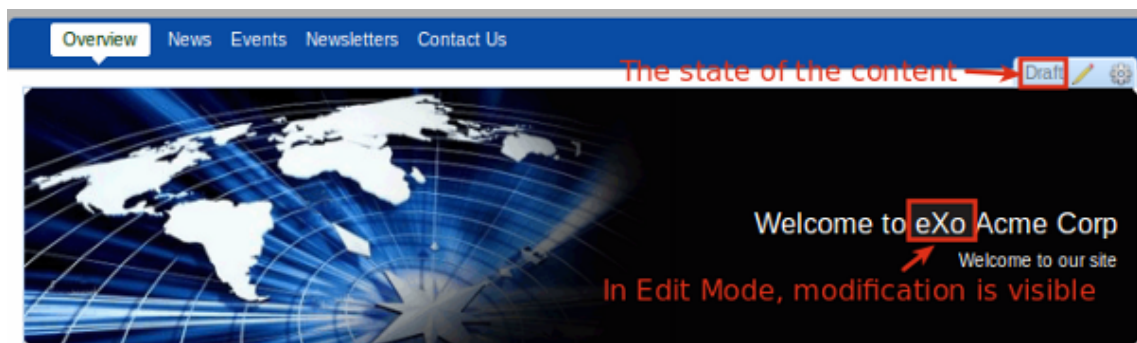 Overview News Events Newsletters Contact Us
The state of the content Draft
Welcome to eXo Acme Corp
Welcome to our site
In Edit Mode, modification is visible